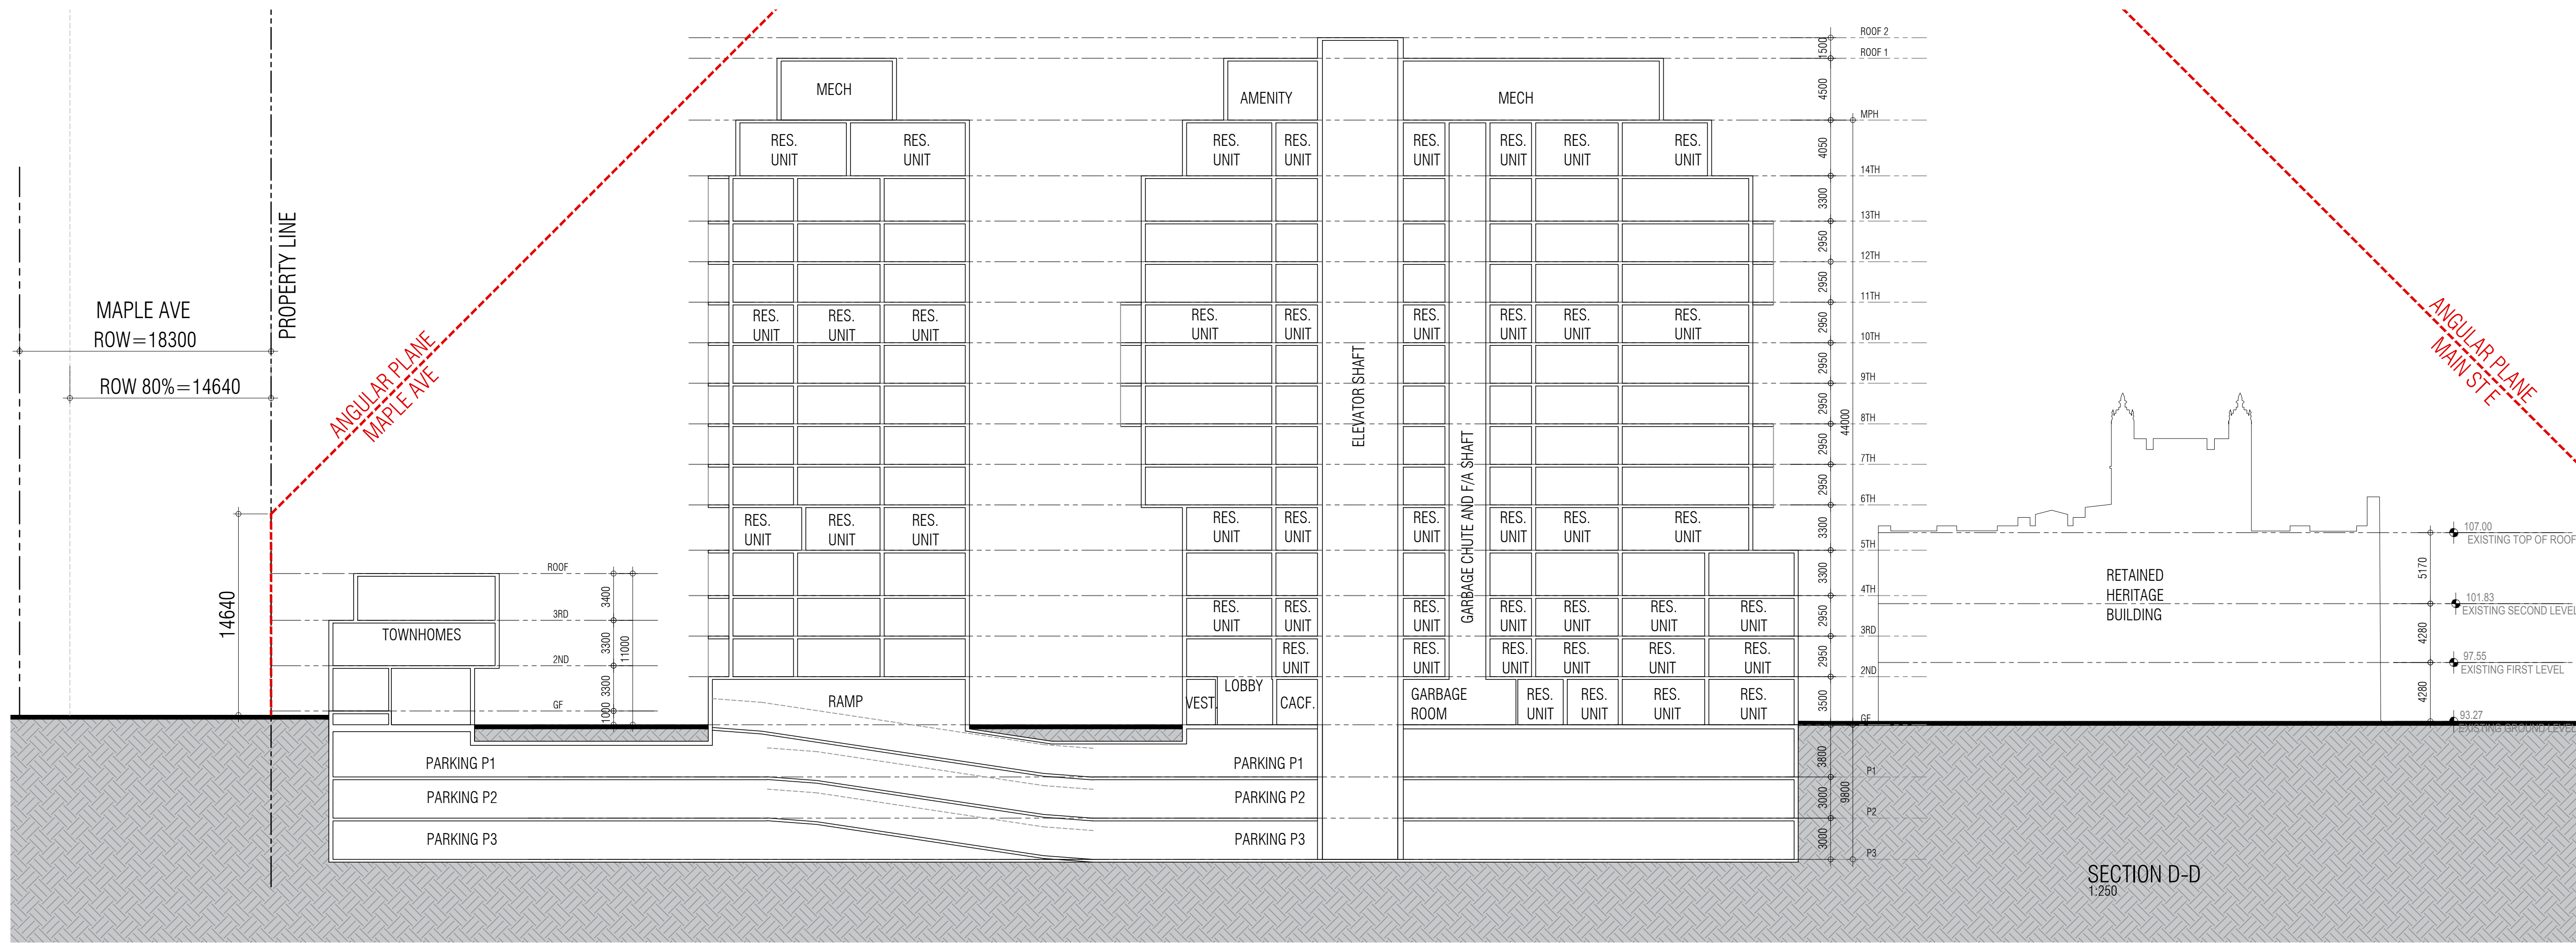 ROOF 2
1500
ROOF 1
MECH
AMENITY
MECH
4500
MPH
RES.
UNIT
RES.
UNIT
RES.
UNIT
RES.
UNIT
RES.
UNIT
RES.
UNIT
RES.
UNIT
RES.
UNIT
4050
14TH
3300
13TH
2950
12TH
2950
11TH
PROPERTY LINE
MAPLE AVE
ROW=18300
ROW 80%=14640
ANGULAR PLANE
MAPLE AVE
RES.
UNIT
RES.
UNIT
RES.
UNIT
RES.
UNIT
RES.
UNIT
RES.
UNIT
RES.
UNIT
RES.
UNIT
RES.
UNIT
2950
10TH
2950
9TH
2950
8TH
44000
2950
7TH
2950
6TH
ELEVATOR SHAFT
GARBAGE CHUTE AND F/A SHAFT
ANGULAR PLANE
MAIN ST E
RES.
UNIT
RES.
UNIT
RES.
UNIT
RES.
UNIT
RES.
UNIT
RES.
UNIT
RES.
UNIT
RES.
UNIT
RES.
UNIT
3300
5TH
3300
4TH
RES.
UNIT
RES.
UNIT
RES.
UNIT
RES.
UNIT
RES.
UNIT
RES.
UNIT
RES.
UNIT
2950
3RD
RES.
UNIT
RES.
UNIT
RES.
UNIT
RES.
UNIT
RES.
UNIT
RES.
UNIT
2950
2ND
14640
ROOF
3400
3RD
TOWNHOMES
3300
11000
2ND
3300
GF
1000
RAMP
VEST.
LOBBY
CACF.
GARBAGE
ROOM
RES.
UNIT
RES.
UNIT
RES.
UNIT
RES.
UNIT
3500
GF
RETAINED
HERITAGE
BUILDING
107.00
EXISTING TOP OF ROOF
5170
101.83
EXISTING SECOND LEVEL
4280
97.55
EXISTING FIRST LEVEL
4280
93.27
EXISTING GROUND LEVEL
PARKING P1
PARKING P1
3800
P1
PARKING P2
PARKING P2
3000
9800
P2
PARKING P3
PARKING P3
3000
P3
SECTION D-D
1:250